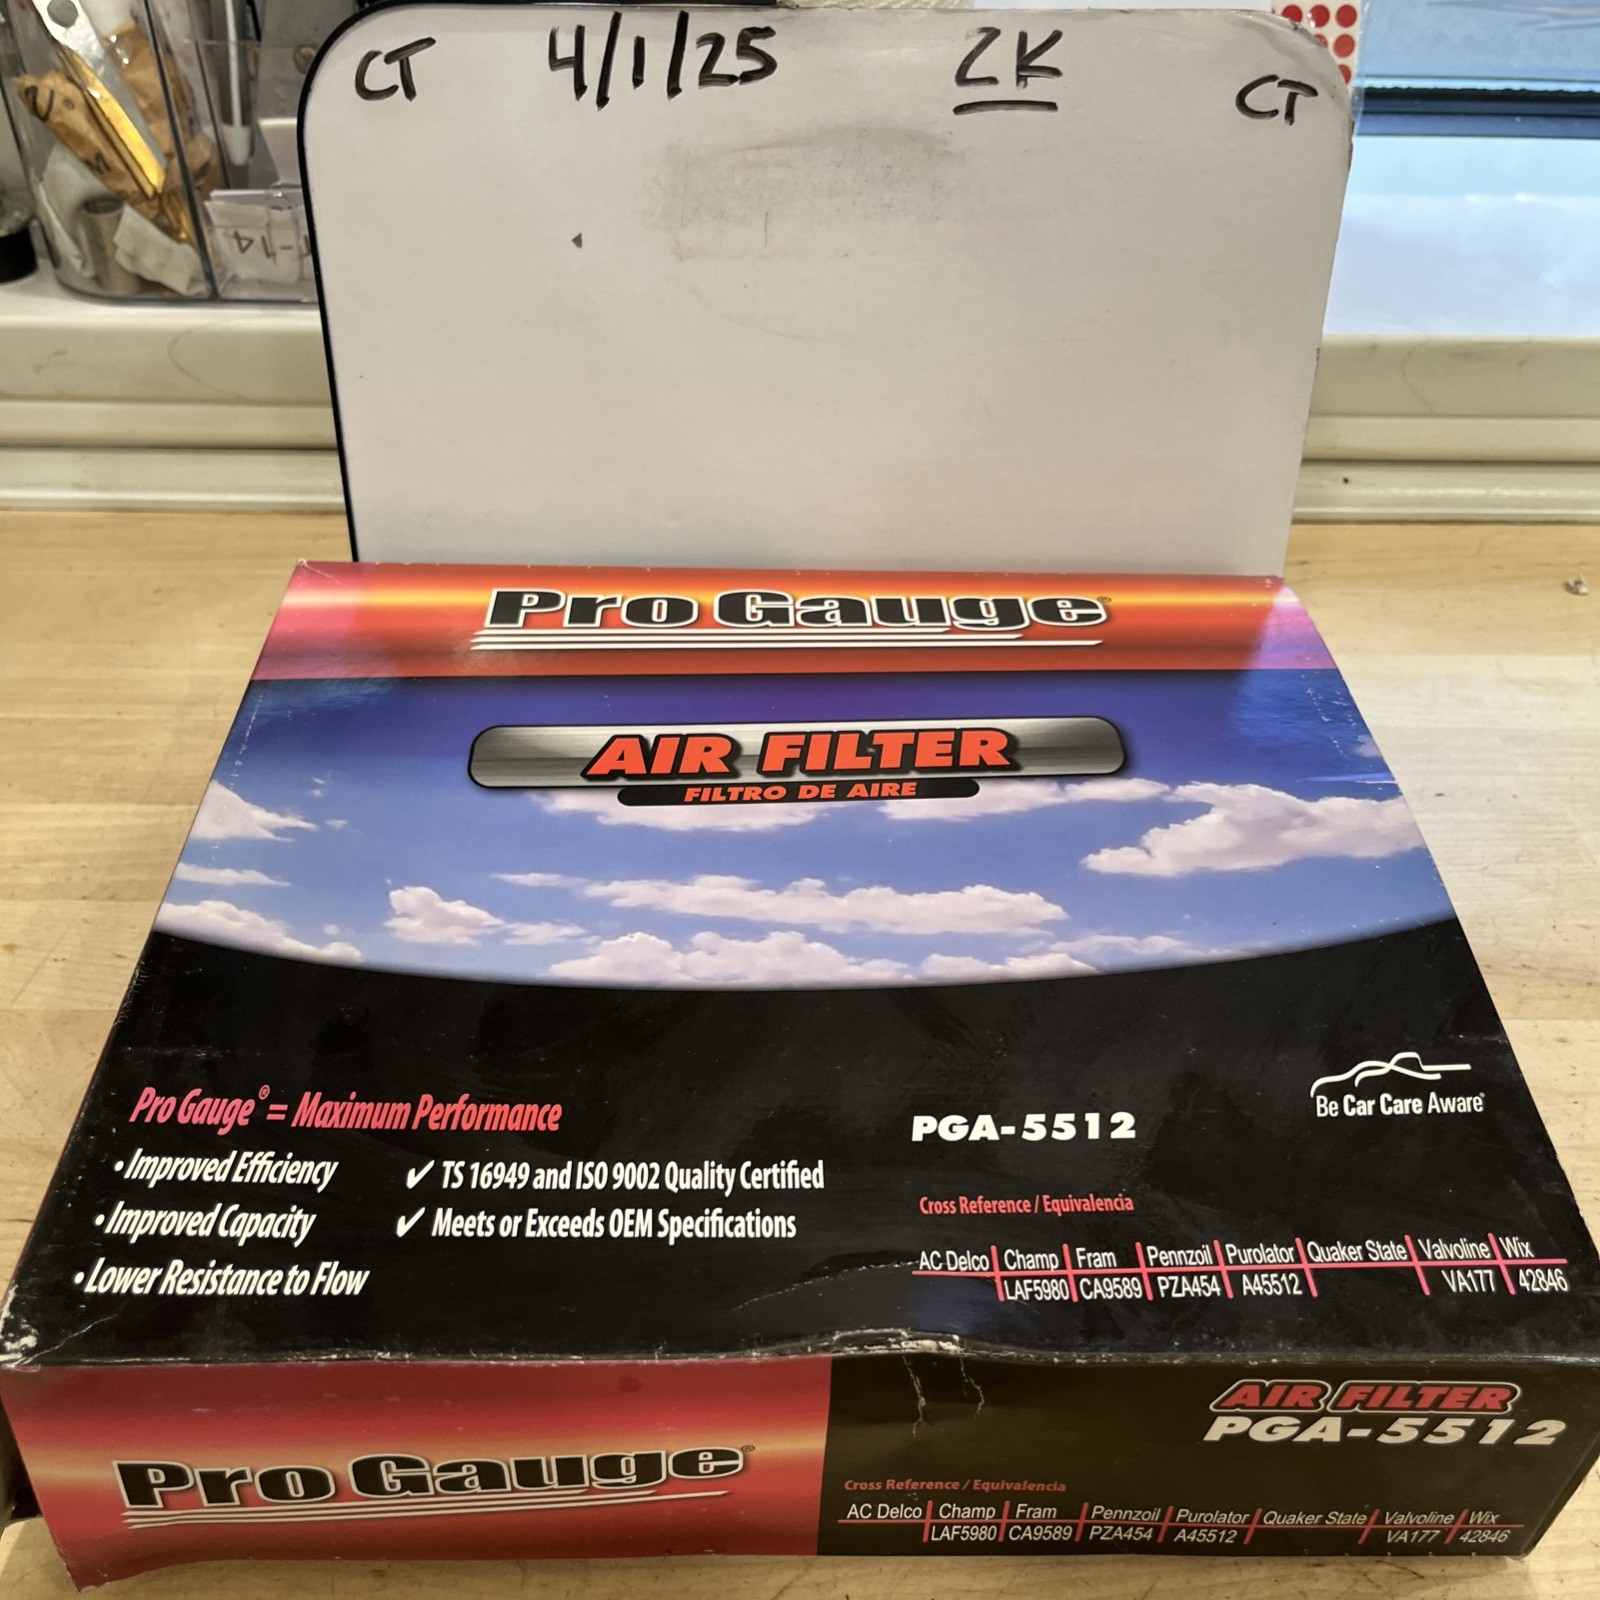 CT 4/1/25 ZK CT
Pro Gauge®
AIR FILTER
FILTRO DE AIRE
Pro Gauge® = Maximum Performance
• Improved Efficiency
• Improved Capacity
• Lower Resistance to Flow
✓ TS 16949 and ISO 9002 Quality Certified
✓ Meets or Exceeds OEM Specifications
Be Car Care Aware®
PGA-5512
Cross Reference / Equivalencia
AC Delco Champ Fram Pennzoil Purolator Quaker State Valvoline Wix
LAF5980 CA9589 PZA454 A45512 VA177 42846
Pro Gauge®
AIR FILTER
PGA-5512
Cross Reference / Equivalencia
AC Delco Champ Fram Pennzoil Purolator Quaker State Valvoline Wix
LAF5980 CA9589 PZA454 A45512 VA177 42846